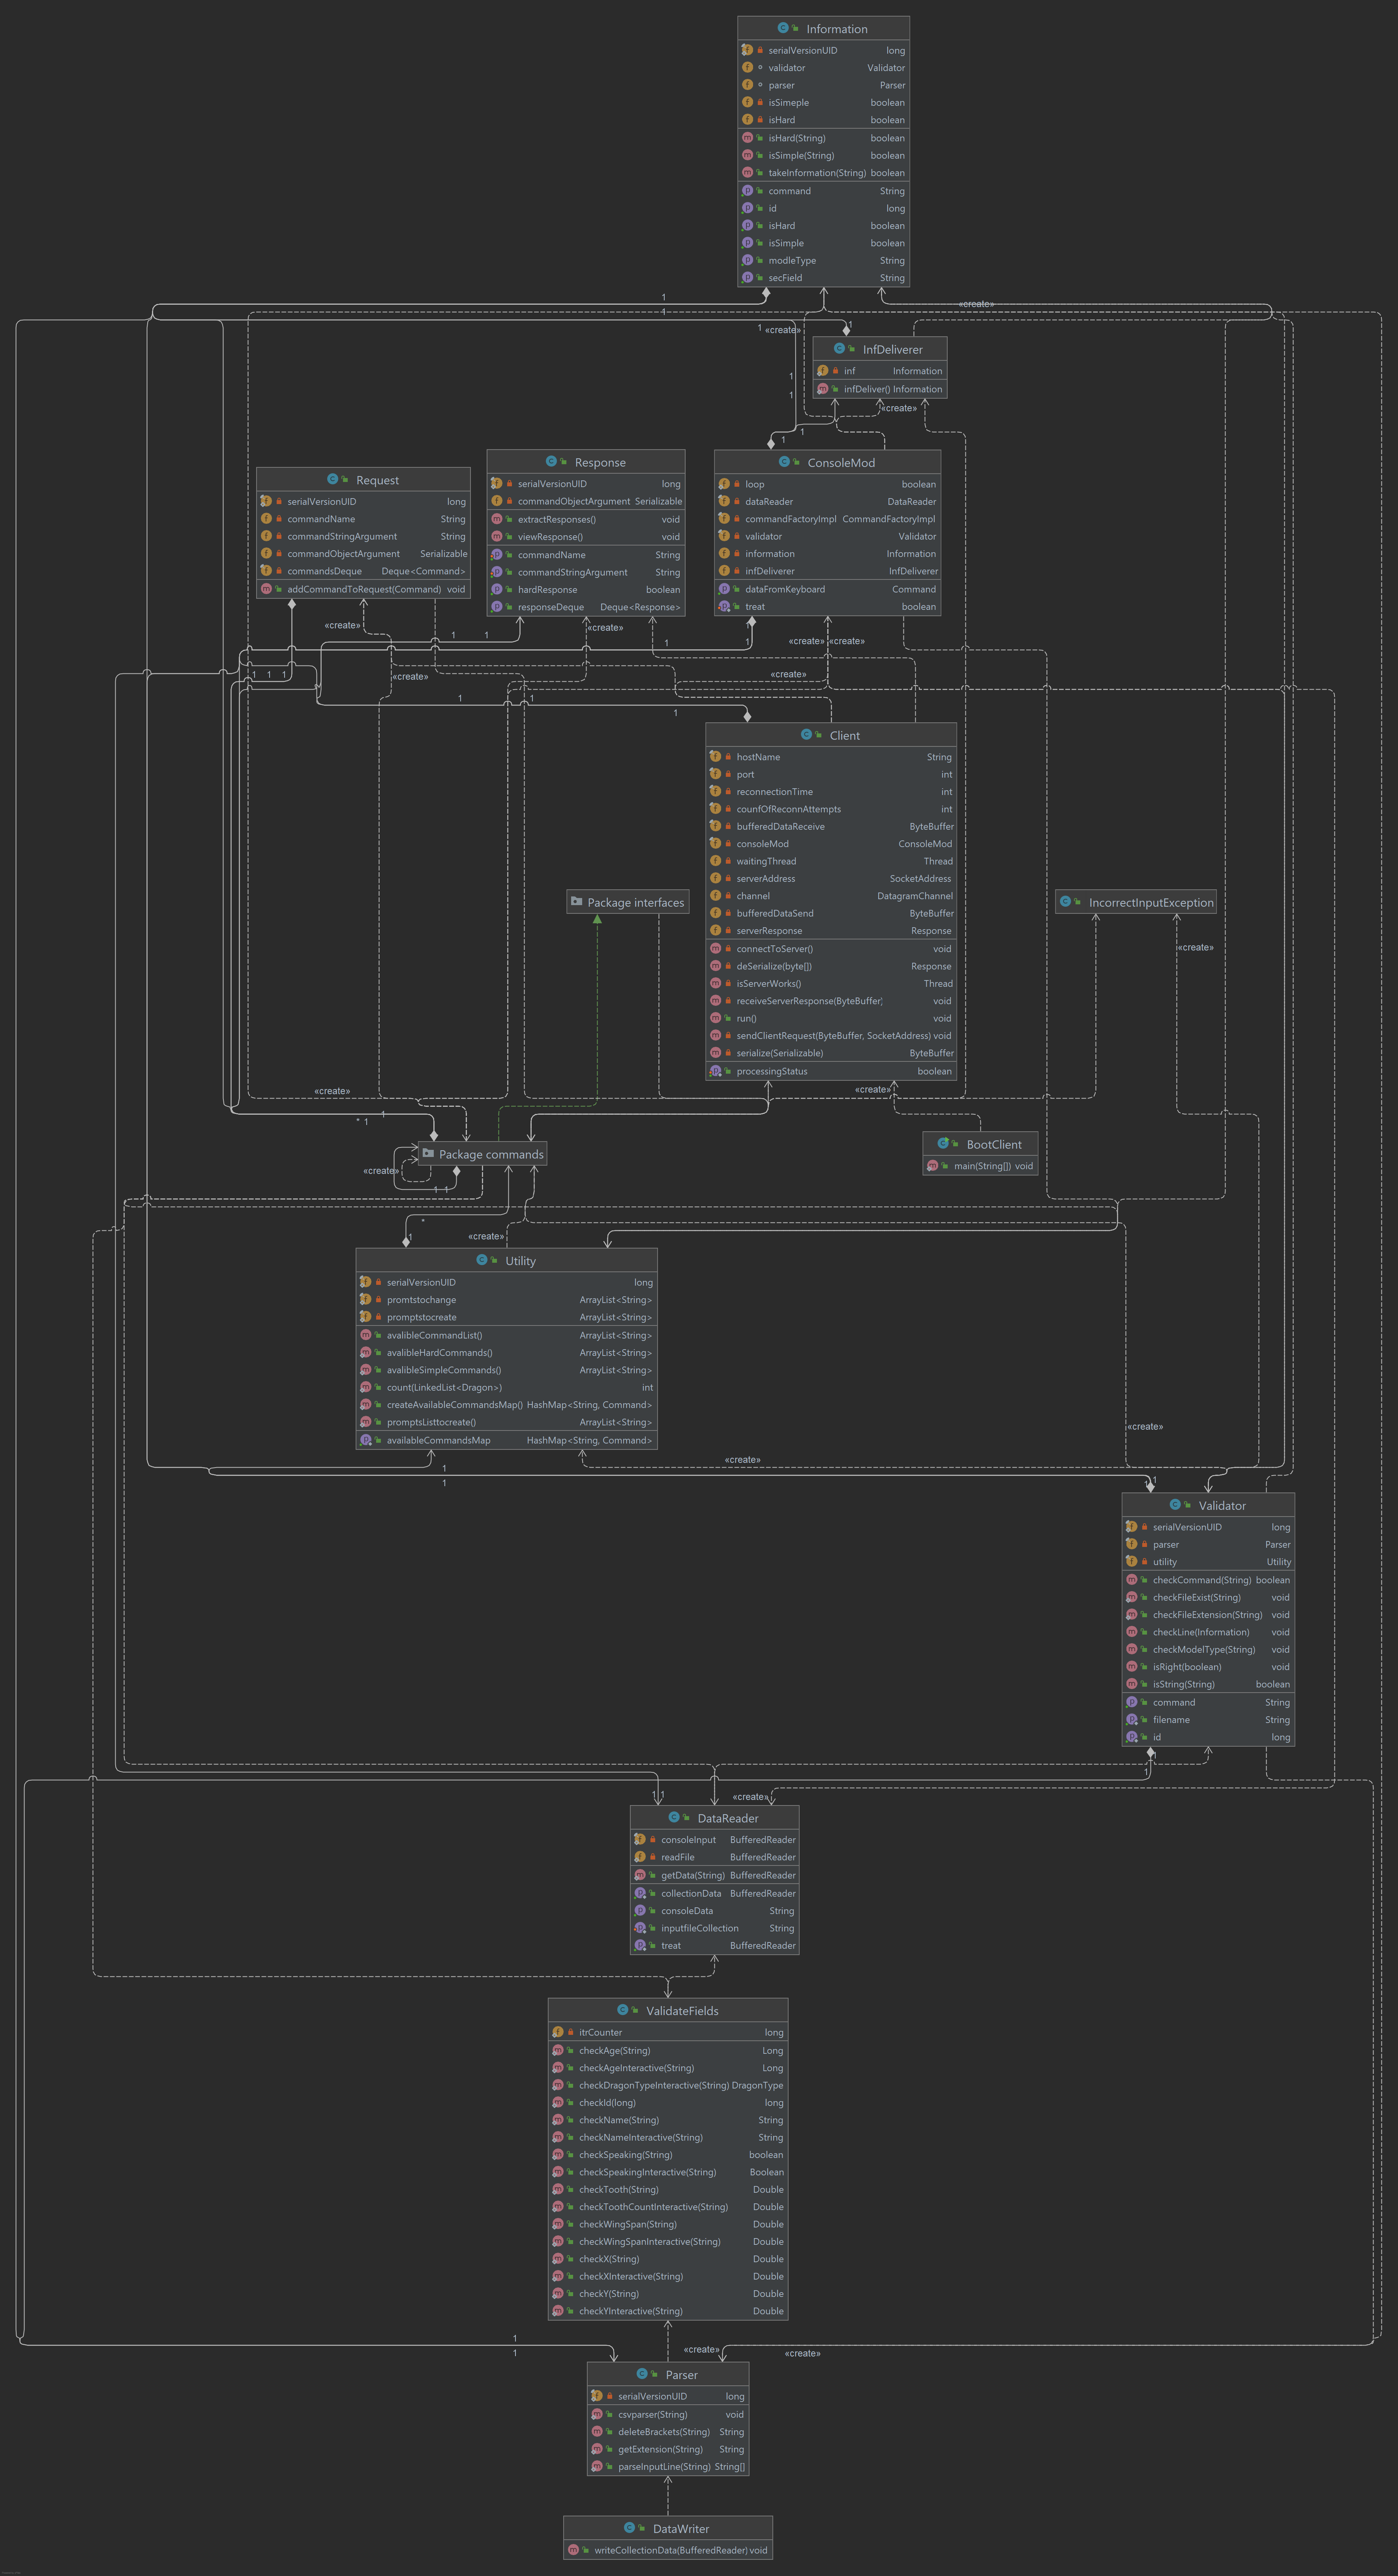 Information
serialVersionUID long
validator Validator
parser Parser
isSimeple boolean
isHard boolean
isHard(String) boolean
isSimple(String) boolean
takeInformation(String) boolean
command String
id long
isHard boolean
isSimple boolean
modleType String
secField String
1
«create»
1
1 «create»
1
InfDeliverer
inf Information
infDeliver() Information
1
1
«create»
1
1
Request
serialVersionUID long
commandName String
commandStringArgument String
commandObjectArgument Serializable
commandsDeque Deque<Command>
addCommandToRequest(Command) void
Response
serialVersionUID long
commandObjectArgument Serializable
extractResponses() void
viewResponse() void
commandName String
commandStringArgument String
hardResponse boolean
responseDeque Deque<Response>
ConsoleMod
loop boolean
dataReader DataReader
commandFactoryImpl CommandFactoryImpl
validator Validator
information Information
infDeliverer InfDeliverer
dataFromKeyboard Command
treat boolean
«create»
«create»
1 1
1
1
«create» «create»
1 1 1
«create»
«create»
1 1
1
Client
hostName String
port int
reconnectionTime int
counfOfReconnAttempts int
bufferedDataReceive ByteBuffer
consoleMod ConsoleMod
waitingThread Thread
serverAddress SocketAddress
channel DatagramChannel
bufferedDataSend ByteBuffer
serverResponse Response
connectToServer() void
deSerialize(byte[]) Response
isServerWorks() Thread
receiveServerResponse(ByteBuffer) void
run() void
sendClientRequest(ByteBuffer, SocketAddress) void
serialize(Serializable) ByteBuffer
processingStatus boolean
Package interfaces
IncorrectInputException
«create»
«create»
«create»
1
* 1
BootClient
main(String[]) void
Package commands
«create»
1 1
*
1
«create»
Utility
serialVersionUID long
promtstochange ArrayList<String>
promptstocreate ArrayList<String>
avalibleCommandList() ArrayList<String>
avalibleHardCommands() ArrayList<String>
avalibleSimpleCommands() ArrayList<String>
count(LinkedList<Dragon>) int
createAvailableCommandsMap() HashMap<String, Command>
promptsListtocreate() ArrayList<String>
availableCommandsMap HashMap<String, Command>
«create»
«create»
1
1
1
1
Validator
serialVersionUID long
parser Parser
utility Utility
checkCommand(String) boolean
checkFileExist(String) void
checkFileExtension(String) void
checkLine(Information) void
checkModelType(String) void
isRight(boolean) void
isString(String) boolean
command String
filename String
id long
1
1
1 1
«create»
DataReader
consoleInput BufferedReader
readFile BufferedReader
getData(String) BufferedReader
collectionData BufferedReader
consoleData String
inputfileCollection String
treat BufferedReader
ValidateFields
itrCounter long
checkAge(String) Long
checkAgeInteractive(String) Long
checkDragonTypeInteractive(String) DragonType
checkId(long) long
checkName(String) String
checkNameInteractive(String) String
checkSpeaking(String) boolean
checkSpeakingInteractive(String) Boolean
checkTooth(String) Double
checkToothCountInteractive(String) Double
checkWingSpan(String) Double
checkWingSpanInteractive(String) Double
checkX(String) Double
checkXInteractive(String) Double
checkY(String) Double
checkYInteractive(String) Double
1
1
«create»
«create»
Parser
serialVersionUID long
csvparser(String) void
deleteBrackets(String) String
getExtension(String) String
parseInputLine(String) String[]
DataWriter
writeCollectionData(BufferedReader) void